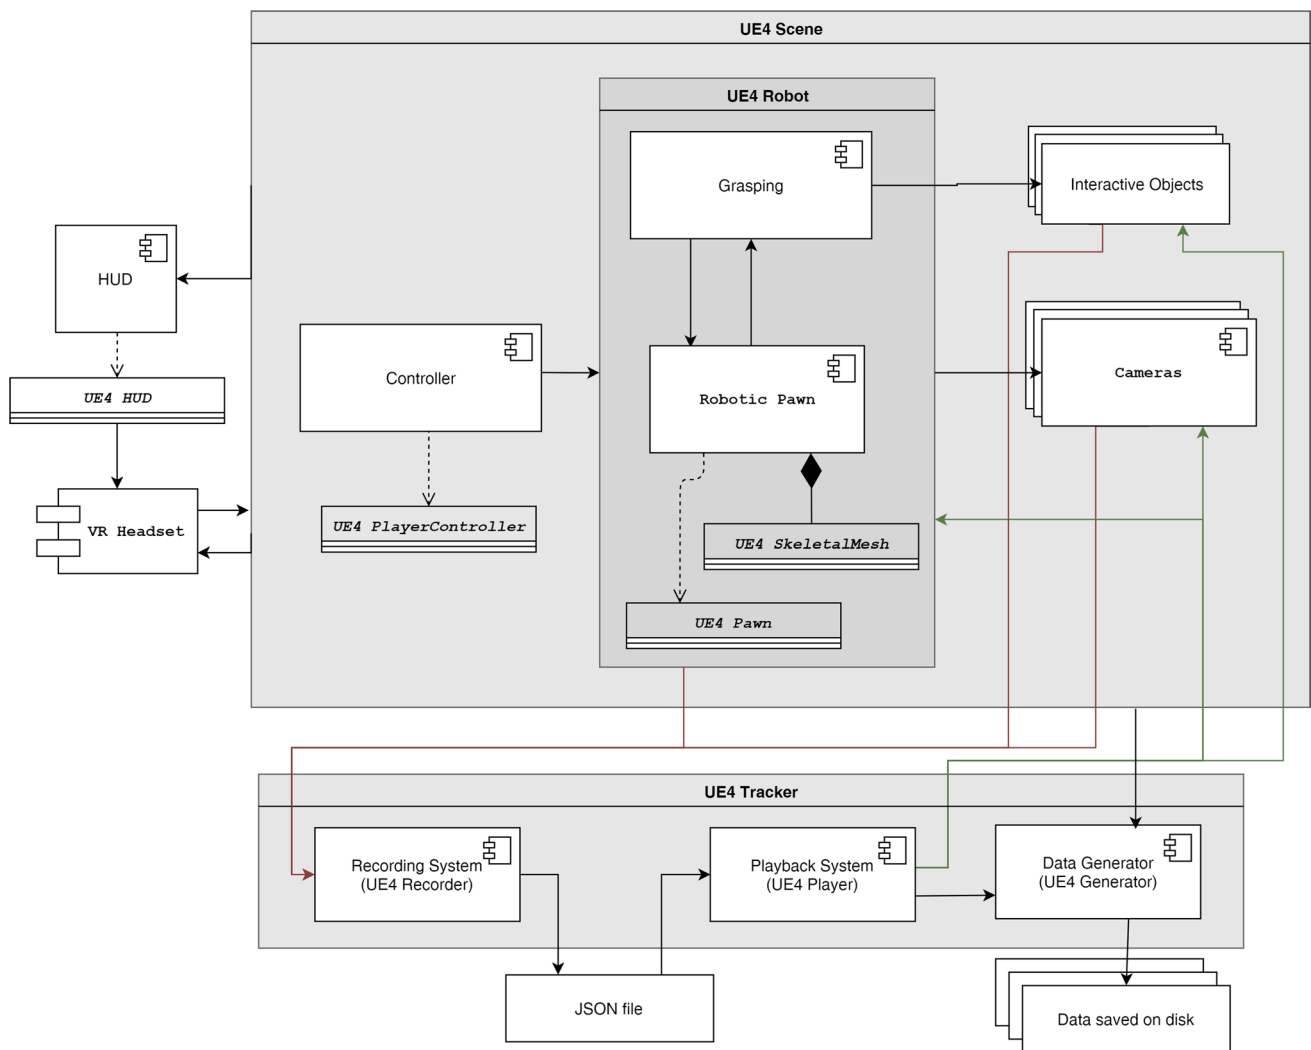 UE4 Scene
UE4 Robot
Grasping
Interactive Objects
HUD
UE4 HUD
VR Headset
Controller
UE4 PlayerController
Robotic Pawn
Cameras
UE4 SkeletalMesh
UE4 Pawn
UE4 Tracker
Recording System
(UE4 Recorder)
Playback System
(UE4 Player)
Data Generator
(UE4 Generator)
JSON file
Data saved on disk